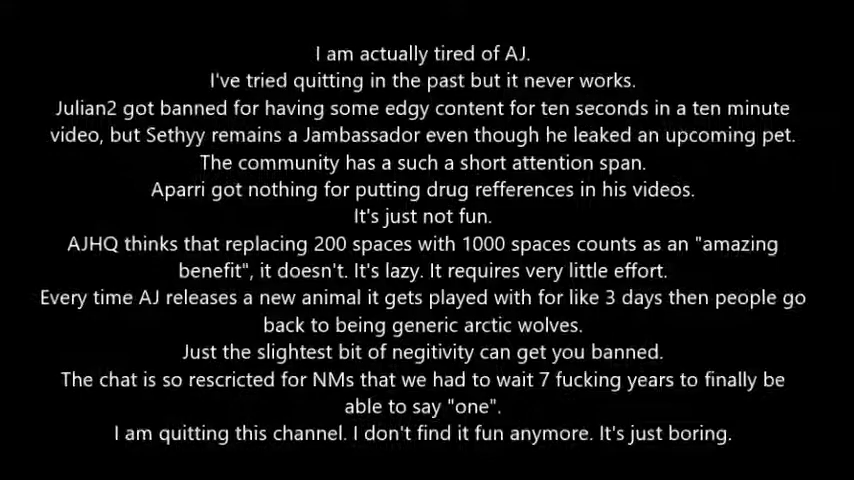 I am actually tired of AJ.
I've tried quitting in the past but it never works.
Julian2 got banned for having some edgy content for ten seconds in a ten minute
video, but Sethyy remains a Jambassador even though he leaked an upcoming pet.
The community has a such a short attention span.
Aparri got nothing for putting drug refferences in his videos.
It's just not fun.
AJHQ thinks that replacing 200 spaces with 1000 spaces counts as an "amazing
benefit", it doesn't. It's lazy. It requires very little effort.
Every time AJ releases a new animal it gets played with for like 3 days then people go
back to being generic arctic wolves.
Just the slightest bit of negitivity can get you banned.
The chat is so rescricted for NMs that we had to wait 7 fucking years to finally be
able to say "one".
I am quitting this channel. I don't find it fun anymore. It's just boring.